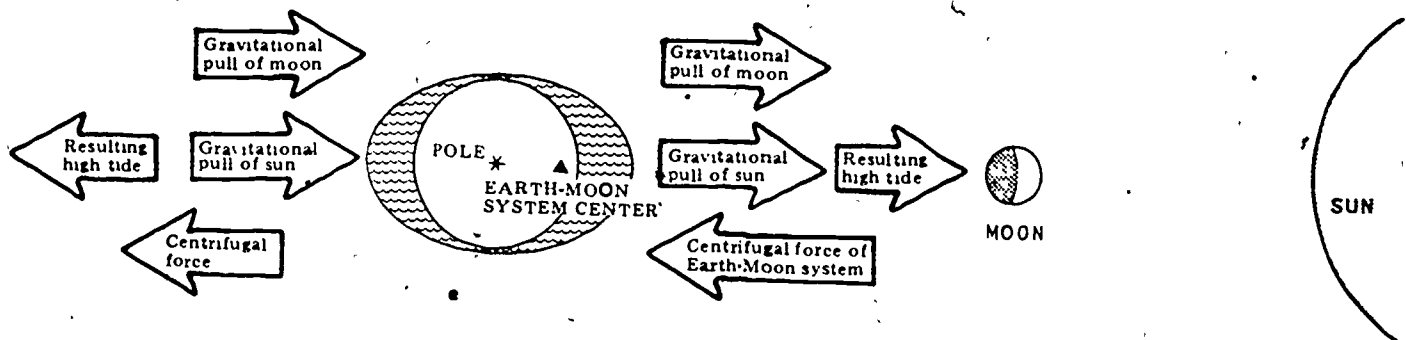 Gravitational
pull of moon
Gravitational
pull of moon
Resulting
high tide
Gravitational
pull of sun
POLE
EARTH-MOON
SYSTEM CENTER
Gravitational
pull of sun
Resulting
high tide
MOON
SUN
Centrifugal
force
Centrifugal force of
Earth-Moon system